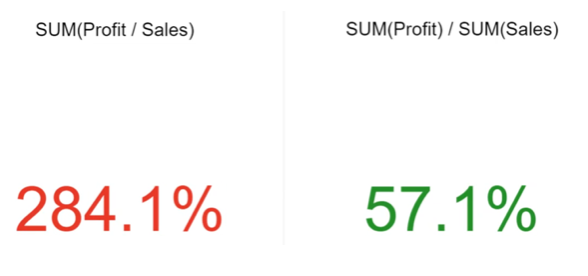 SUM(Profit / Sales)
SUM(Profit) / SUM(Sales)
284.1%
57.1%